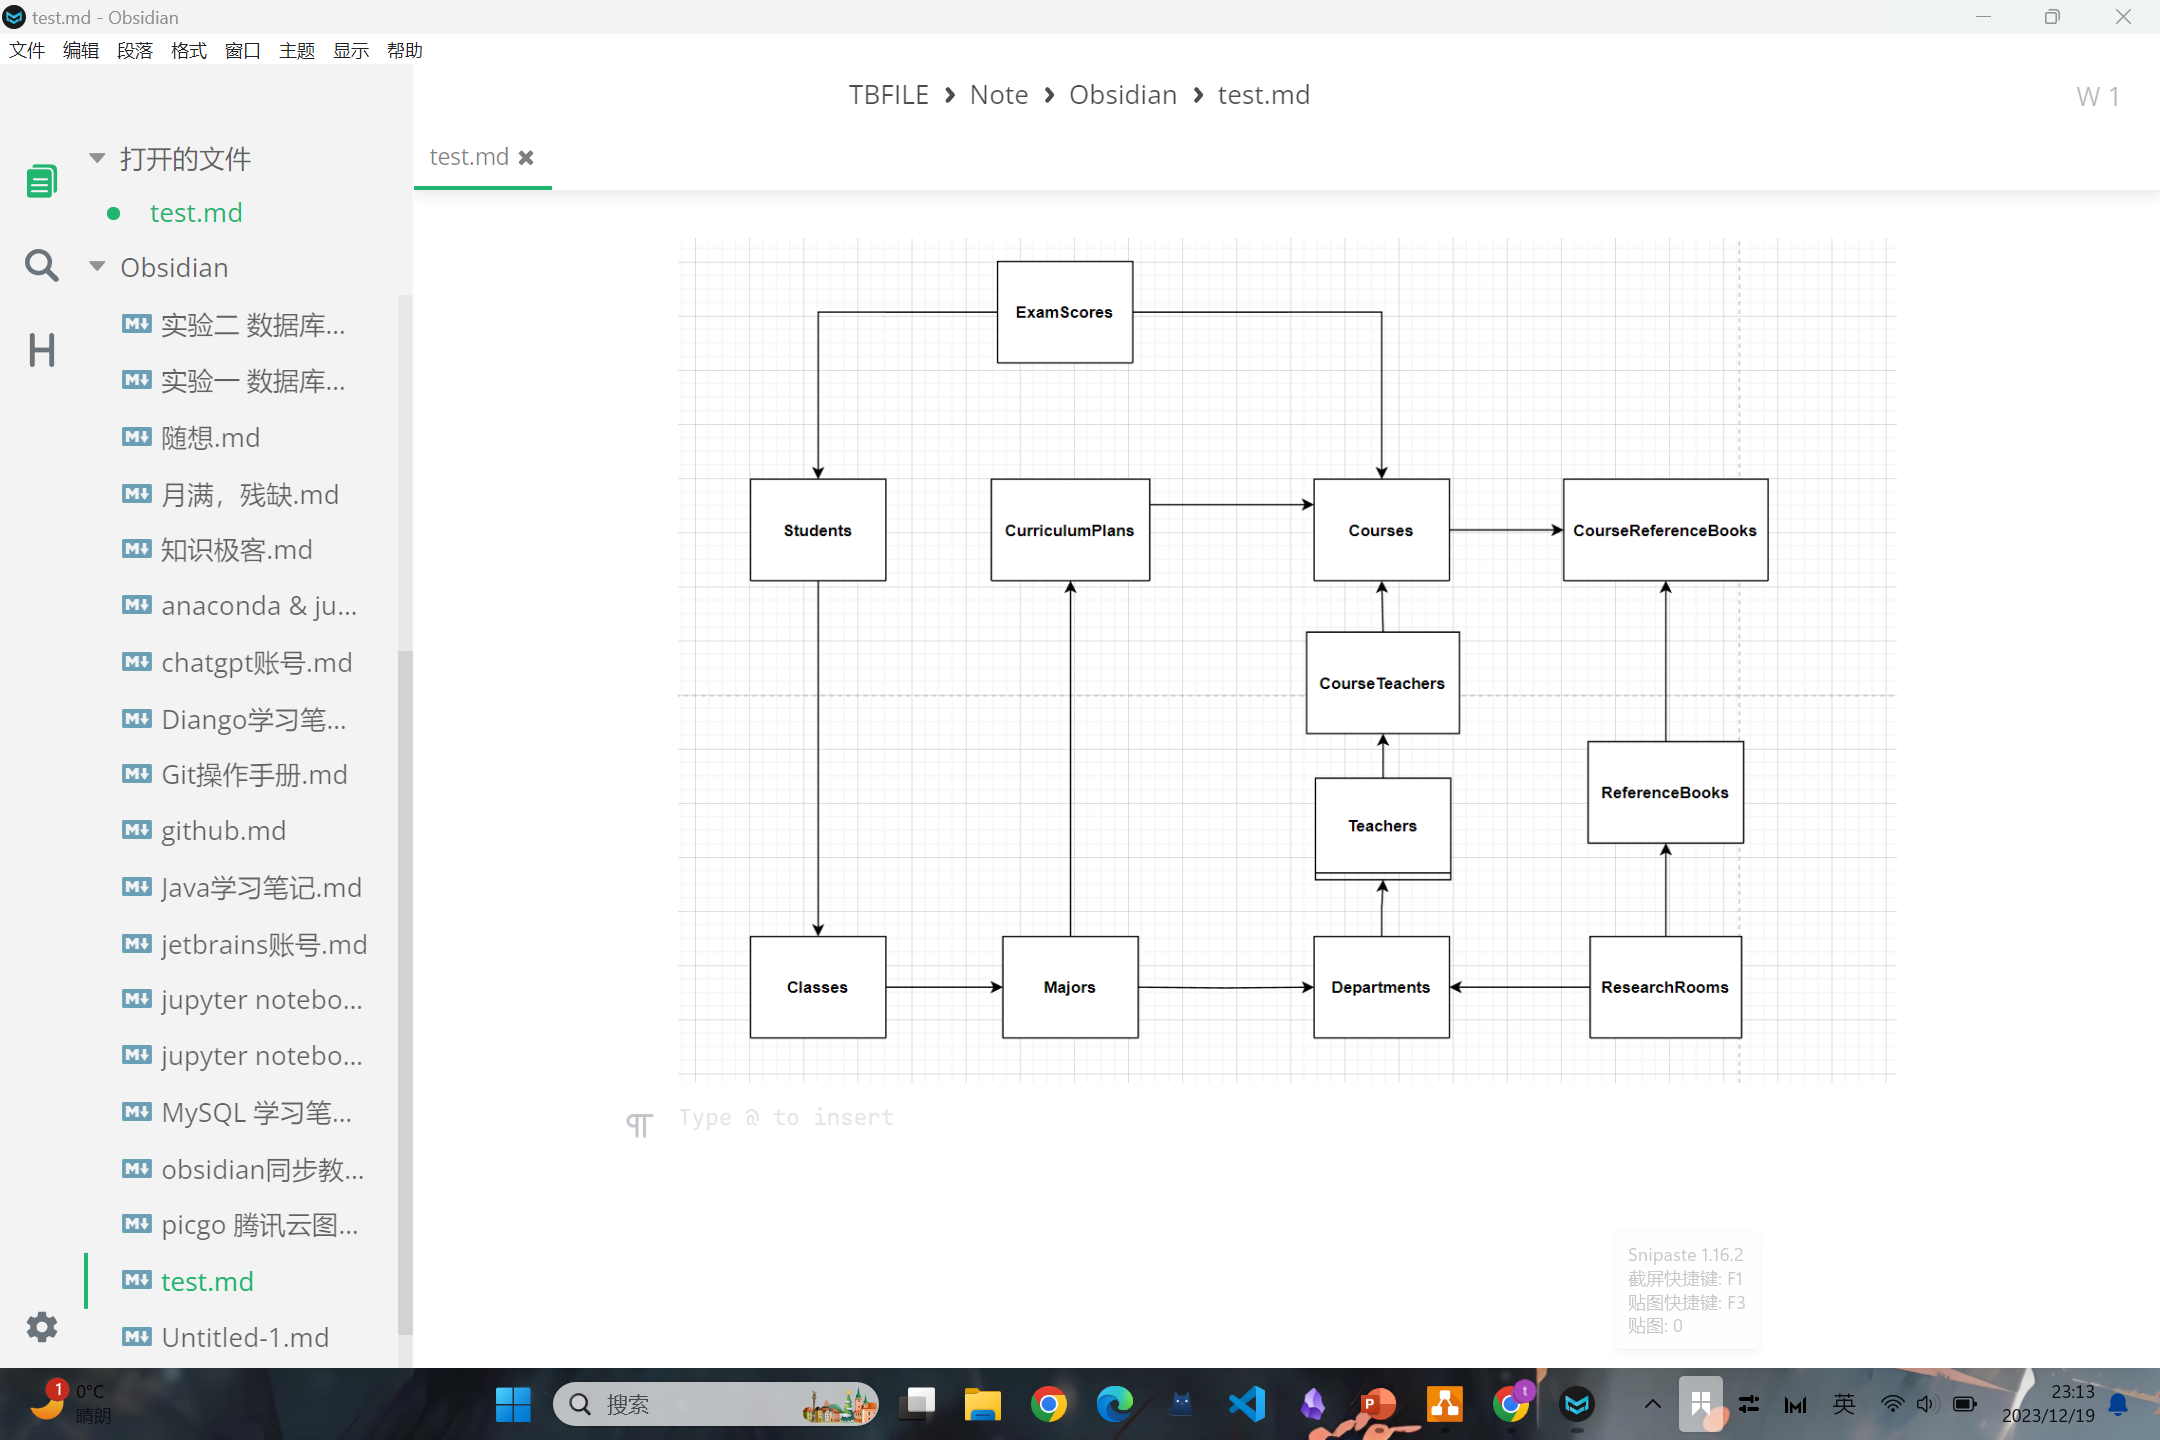 test.md - Obsidian
文件 编辑 段落 格式 窗口 主题 显示 帮助
TBFILE > Note > Obsidian > test.md
W 1
打开的文件
test.md
Obsidian
实验二 数据库...
实验一 数据库...
随想.md
月满，残缺.md
知识极客.md
anaconda & ju...
chatgpt账号.md
Diango学习笔...
Git操作手册.md
github.md
Java学习笔记.md
jetbrains账号.md
jupyter notebo...
jupyter notebo...
MySQL 学习笔...
obsidian同步教...
picgo 腾讯云图...
test.md
Untitled-1.md
test.md
ExamScores
Students
CurriculumPlans
Courses
CourseReferenceBooks
CourseTeachers
ReferenceBooks
Teachers
Classes
Majors
Departments
ResearchRooms
Type @ to insert
Snipaste 1.16.2
截屏快捷键: F1
贴图快捷键: F3
贴图: 0
1
0°C
晴朗
搜索
P
t
英
23:13
2023/12/19